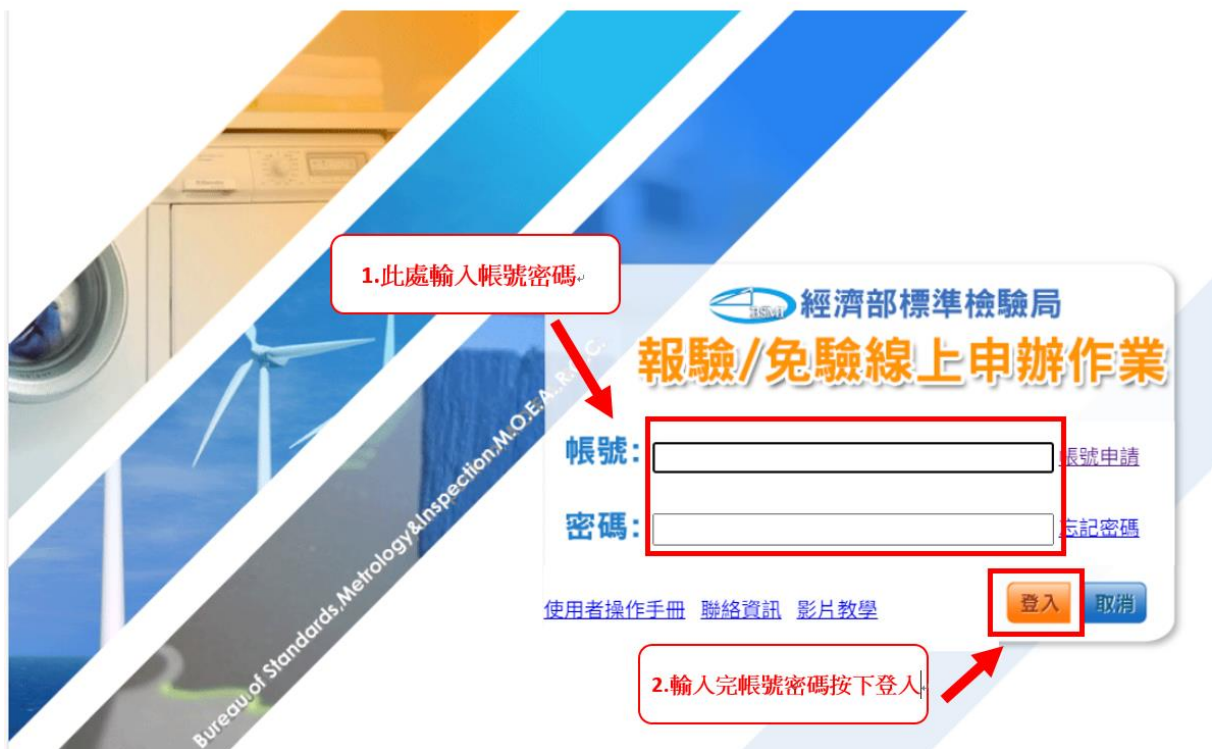 1.此處輸入帳號密碼
BSMI 經濟部標準檢驗局
報驗/免驗線上申辦作業
帳號:
帳號申請
密碼:
忘記密碼
使用者操作手冊 聯絡資訊 影片教學
登入 取消
2.輸入完帳號密碼按下登入
Bureau of Standards,Metrology&Inspection,M.O.E.A.,R.O.C.